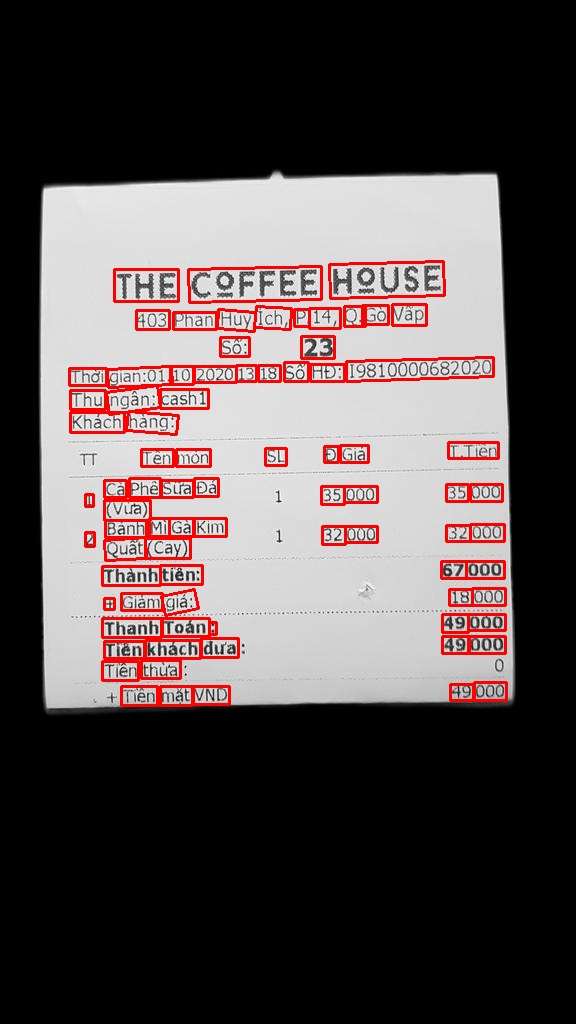 THE COFFEE HOUSE
403 Phan Huy Ích, P 14, Q. Gò Vấp
Số: 23
Thời gian:01 10 2020 13 18 Số HĐ: I9810000682020
Thu ngân: cash1
Khách hàng:
TT Tên món SL Đ Giá T.Tiền
1 Cà Phê Sữa Đá (Vừa) 1 35 000 35 000
2 Bánh Mì Gà Kim Quất (Cay) 1 32 000 32 000
Thành tiền: 67 000
+ Giảm giá: 18 000
Thanh Toán : 49 000
Tiền khách đưa : 49 000
Tiền thừa : 0
+ Tiền mặt VND 49 000